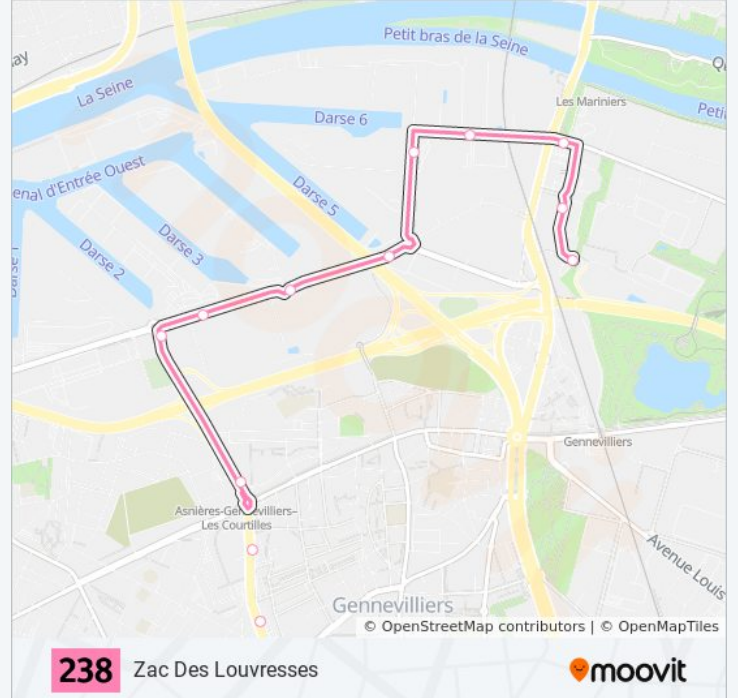 Petit bras de la Seine
ay
Qu
La Seine
Les Mariniers
Petit
Darse 6
enal d'Entrée Ouest
Darse 5
Darse 3
Darse 2
Darse 1
Gennevilliers
Asnières-Gennevilliers–
Les Courtilles
Avenue Louis
Gennevilliers
© OpenStreetMap contributors | © OpenMapTiles
238 Zac Des Louvresses
moovit